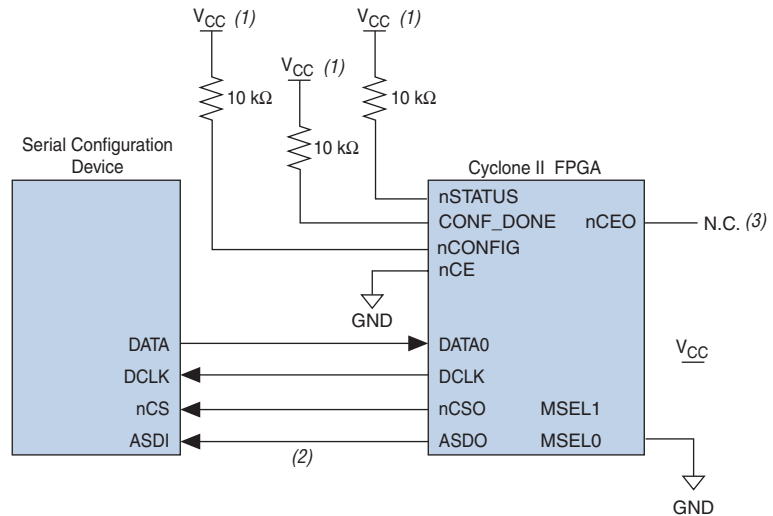 VCC (1)
VCC (1)
VCC (1)
10 kΩ
10 kΩ
10 kΩ
Serial Configuration
Device
Cyclone II FPGA
nSTATUS
CONF_DONE
nCEO
N.C. (3)
nCONFIG
nCE
GND
DATA
DATA0
VCC
DCLK
DCLK
nCS
nCSO
MSEL1
ASDI
(2)
ASDO
MSEL0
GND